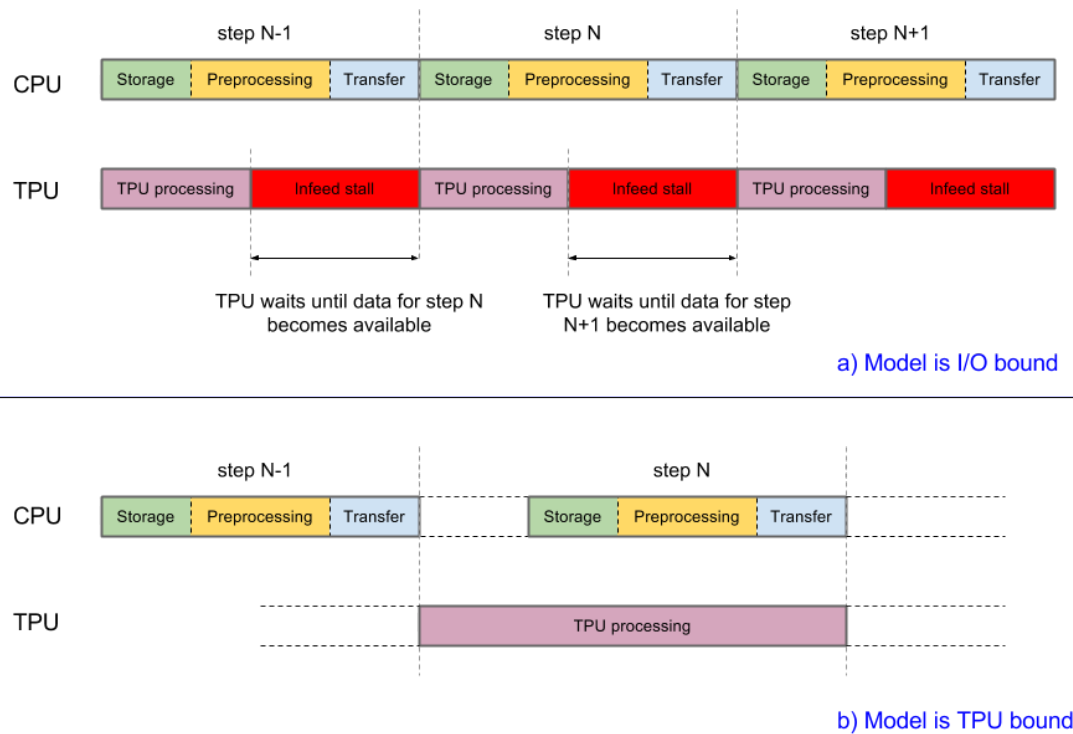 step N-1 step N step N+1
CPU Storage Preprocessing Transfer Storage Preprocessing Transfer Storage Preprocessing Transfer
TPU TPU processing Infeed stall TPU processing Infeed stall TPU processing Infeed stall
TPU waits until data for step N
becomes available
TPU waits until data for step
N+1 becomes available
a) Model is I/O bound
step N-1 step N
CPU Storage Preprocessing Transfer Storage Preprocessing Transfer
TPU TPU processing
b) Model is TPU bound